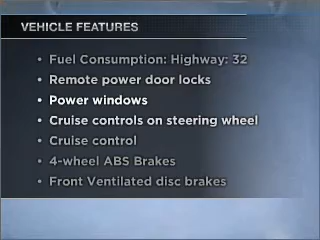 VEHICLE FEATURES
• Fuel Consumption: Highway: 32
• Remote power door locks
• Power windows
• Cruise controls on steering wheel
• Cruise control
• 4-wheel ABS Brakes
• Front Ventilated disc brakes